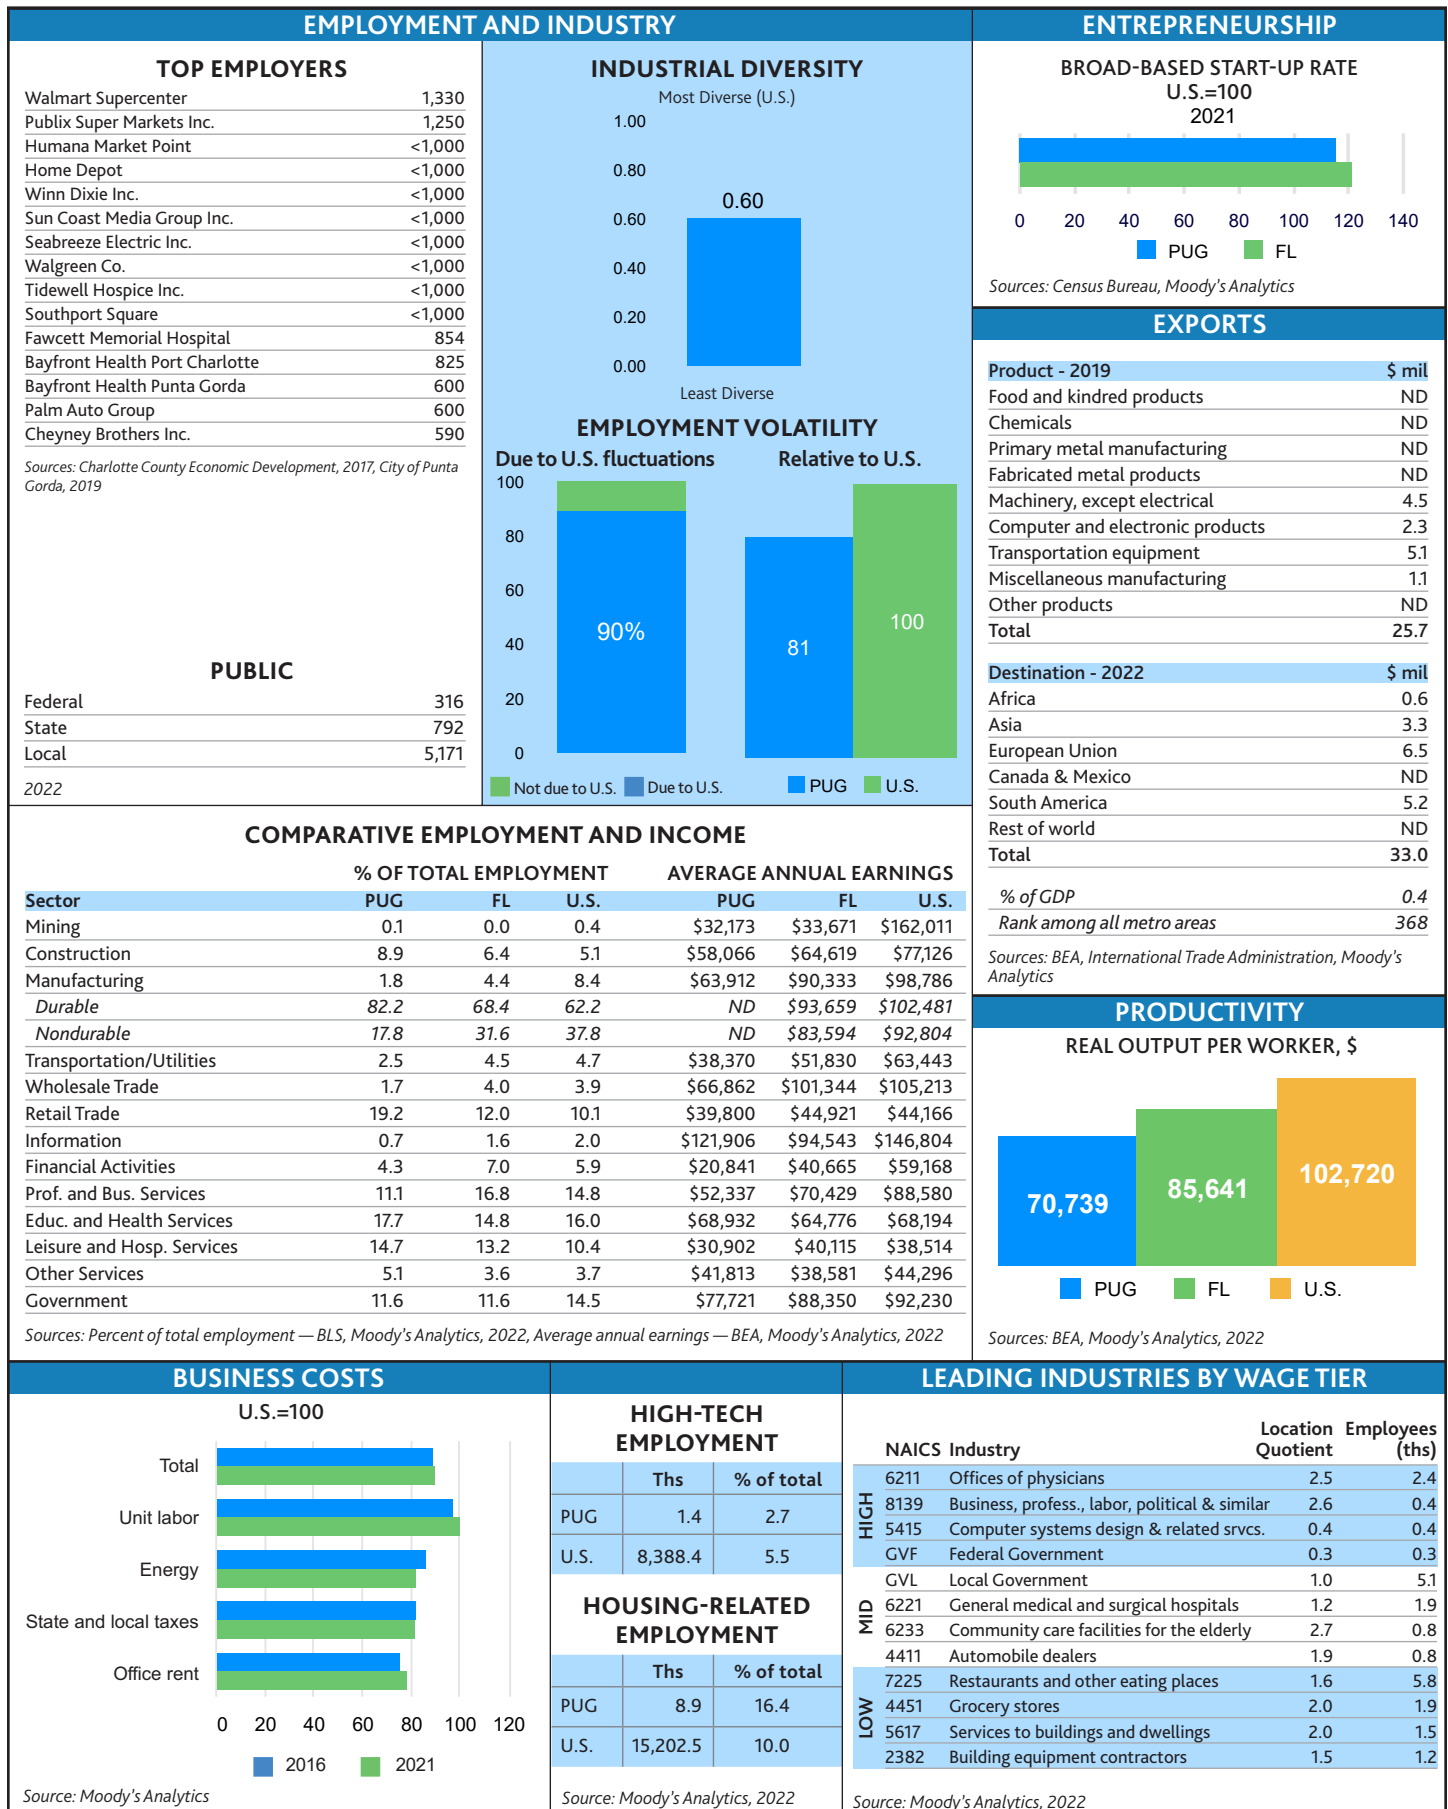 EMPLOYMENT AND INDUSTRY
TOP EMPLOYERS
Walmart Supercenter 1,330
Publix Super Markets Inc. 1,250
Humana Market Point <1,000
Home Depot <1,000
Winn Dixie Inc. <1,000
Sun Coast Media Group Inc. <1,000
Seabreeze Electric Inc. <1,000
Walgreen Co. <1,000
Tidewell Hospice Inc. <1,000
Southport Square <1,000
Fawcett Memorial Hospital 854
Bayfront Health Port Charlotte 825
Bayfront Health Punta Gorda 600
Palm Auto Group 600
Cheyney Brothers Inc. 590
Sources: Charlotte County Economic Development, 2017, City of Punta
Gorda, 2019
PUBLIC
Federal 316
State 792
Local 5,171
2022
INDUSTRIAL DIVERSITY
Most Diverse (U.S.)
1.00
0.80
0.60
0.60
0.40
0.20
0.00
Least Diverse
EMPLOYMENT VOLATILITY
Due to U.S. fluctuations Relative to U.S.
100
80
60
40
20
0
90%
81
100
Not due to U.S. Due to U.S. PUG U.S.
COMPARATIVE EMPLOYMENT AND INCOME
% OF TOTAL EMPLOYMENT AVERAGE ANNUAL EARNINGS
Sector PUG FL U.S. PUG FL U.S.
Mining 0.1 0.0 0.4 $32,173 $33,671 $162,011
Construction 8.9 6.4 5.1 $58,066 $64,619 $77,126
Manufacturing 1.8 4.4 8.4 $63,912 $90,333 $98,786
Durable 82.2 68.4 62.2 ND $93,659 $102,481
Nondurable 17.8 31.6 37.8 ND $83,594 $92,804
Transportation/Utilities 2.5 4.5 4.7 $38,370 $51,830 $63,443
Wholesale Trade 1.7 4.0 3.9 $66,862 $101,344 $105,213
Retail Trade 19.2 12.0 10.1 $39,800 $44,921 $44,166
Information 0.7 1.6 2.0 $121,906 $94,543 $146,804
Financial Activities 4.3 7.0 5.9 $20,841 $40,665 $59,168
Prof. and Bus. Services 11.1 16.8 14.8 $52,337 $70,429 $88,580
Educ. and Health Services 17.7 14.8 16.0 $68,932 $64,776 $68,194
Leisure and Hosp. Services 14.7 13.2 10.4 $30,902 $40,115 $38,514
Other Services 5.1 3.6 3.7 $41,813 $38,581 $44,296
Government 11.6 11.6 14.5 $77,721 $88,350 $92,230
Sources: Percent of total employment — BLS, Moody's Analytics, 2022, Average annual earnings — BEA, Moody's Analytics, 2022
ENTREPRENEURSHIP
BROAD-BASED START-UP RATE
U.S.=100
2021
0 20 40 60 80 100 120 140
PUG FL
Sources: Census Bureau, Moody's Analytics
EXPORTS
Product - 2019 $ mil
Food and kindred products ND
Chemicals ND
Primary metal manufacturing ND
Fabricated metal products ND
Machinery, except electrical 4.5
Computer and electronic products 2.3
Transportation equipment 5.1
Miscellaneous manufacturing 1.1
Other products ND
Total 25.7
Destination - 2022 $ mil
Africa 0.6
Asia 3.3
European Union 6.5
Canada & Mexico ND
South America 5.2
Rest of world ND
Total 33.0
% of GDP 0.4
Rank among all metro areas 368
Sources: BEA, International Trade Administration, Moody's
Analytics
PRODUCTIVITY
REAL OUTPUT PER WORKER, $
70,739
85,641
102,720
PUG FL U.S.
Sources: BEA, Moody's Analytics, 2022
BUSINESS COSTS
U.S.=100
Total
Unit labor
Energy
State and local taxes
Office rent
0 20 40 60 80 100 120
2016 2021
Source: Moody's Analytics
HIGH-TECH
EMPLOYMENT
Ths % of total
PUG 1.4 2.7
U.S. 8,388.4 5.5
HOUSING-RELATED
EMPLOYMENT
Ths % of total
PUG 8.9 16.4
U.S. 15,202.5 10.0
Source: Moody's Analytics, 2022
LEADING INDUSTRIES BY WAGE TIER
Location Employees
NAICS Industry Quotient (ths)
HIGH
6211 Offices of physicians 2.5 2.4
8139 Business, profess., labor, political & similar 2.6 0.4
5415 Computer systems design & related srvcs. 0.4 0.4
GVF Federal Government 0.3 0.3
MID
GVL Local Government 1.0 5.1
6221 General medical and surgical hospitals 1.2 1.9
6233 Community care facilities for the elderly 2.7 0.8
4411 Automobile dealers 1.9 0.8
LOW
7225 Restaurants and other eating places 1.6 5.8
4451 Grocery stores 2.0 1.9
5617 Services to buildings and dwellings 2.0 1.5
2382 Building equipment contractors 1.5 1.2
Source: Moody's Analytics, 2022